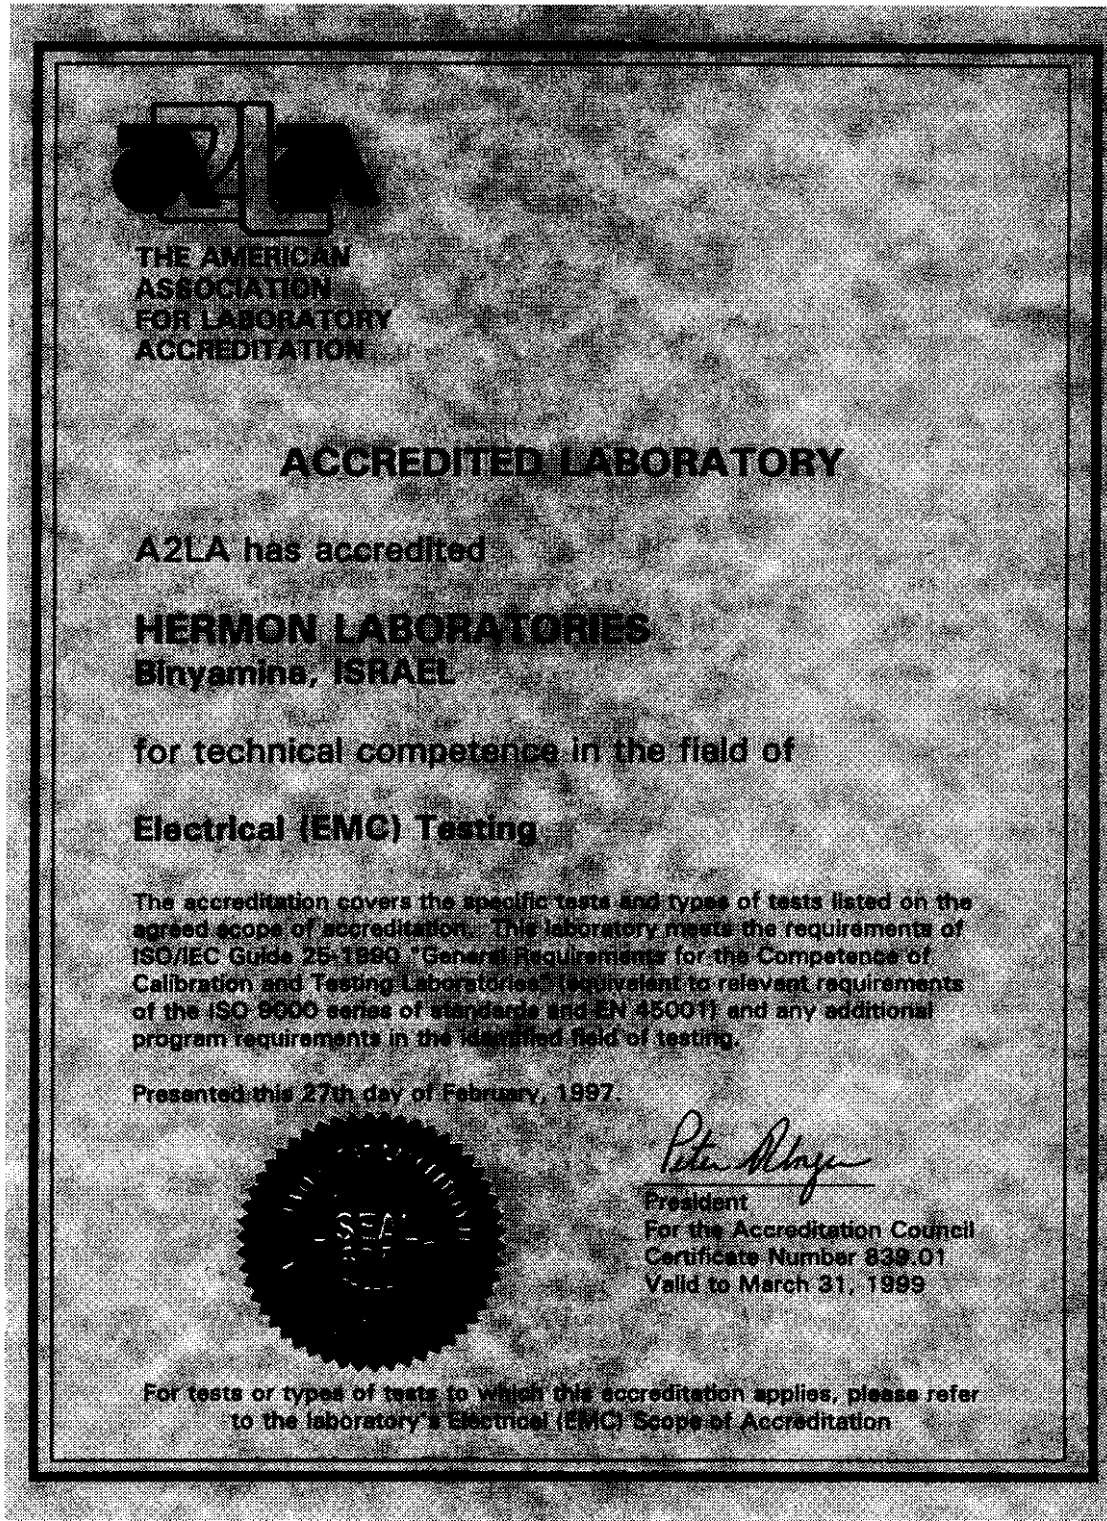 A2LA
THE AMERICAN
ASSOCIATION
FOR LABORATORY
ACCREDITATION
ACCREDITED LABORATORY
A2LA has accredited
HERMON LABORATORIES
Binyamina, ISRAEL
for technical competence in the field of
Electrical (EMC) Testing
The accreditation covers the specific tests and types of tests listed on the
agreed scope of accreditation. This laboratory meets the requirements of
ISO/IEC Guide 25-1990 "General Requirements for the Competence of
Calibration and Testing Laboratories" (equivalent to relevant requirements
of the ISO 9000 series of standards and EN 45001) and any additional
program requirements in the identified field of testing.
Presented this 27th day of February, 1997.
SEAL
President
For the Accreditation Council
Certificate Number 839.01
Valid to March 31, 1999
For tests or types of tests to which this accreditation applies, please refer
to the laboratory's Electrical (EMC) Scope of Accreditation